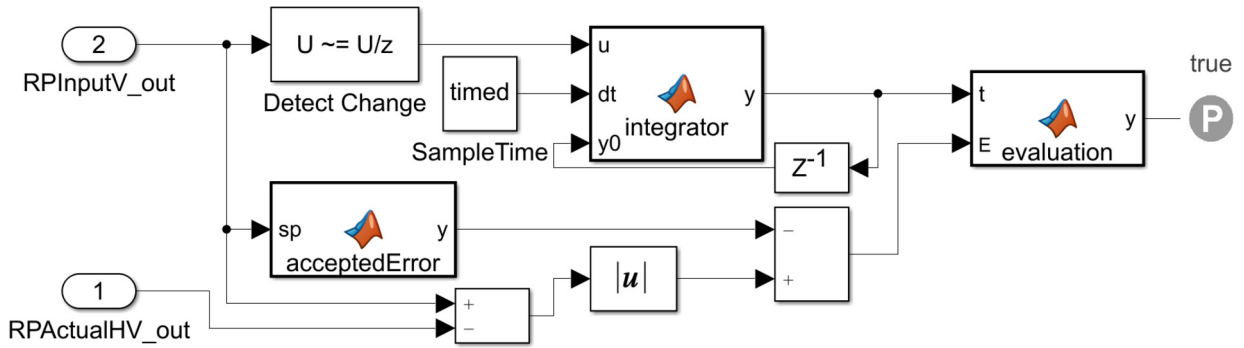 true
2
U ~= U/z
RPInputV_out
Detect Change
timed
SampleTime
u
dt
y0
y
integrator
Z-1
t
E
y
evaluation
P
sp
y
acceptedError
−
+
|u|
1
+
−
RPActualHV_out